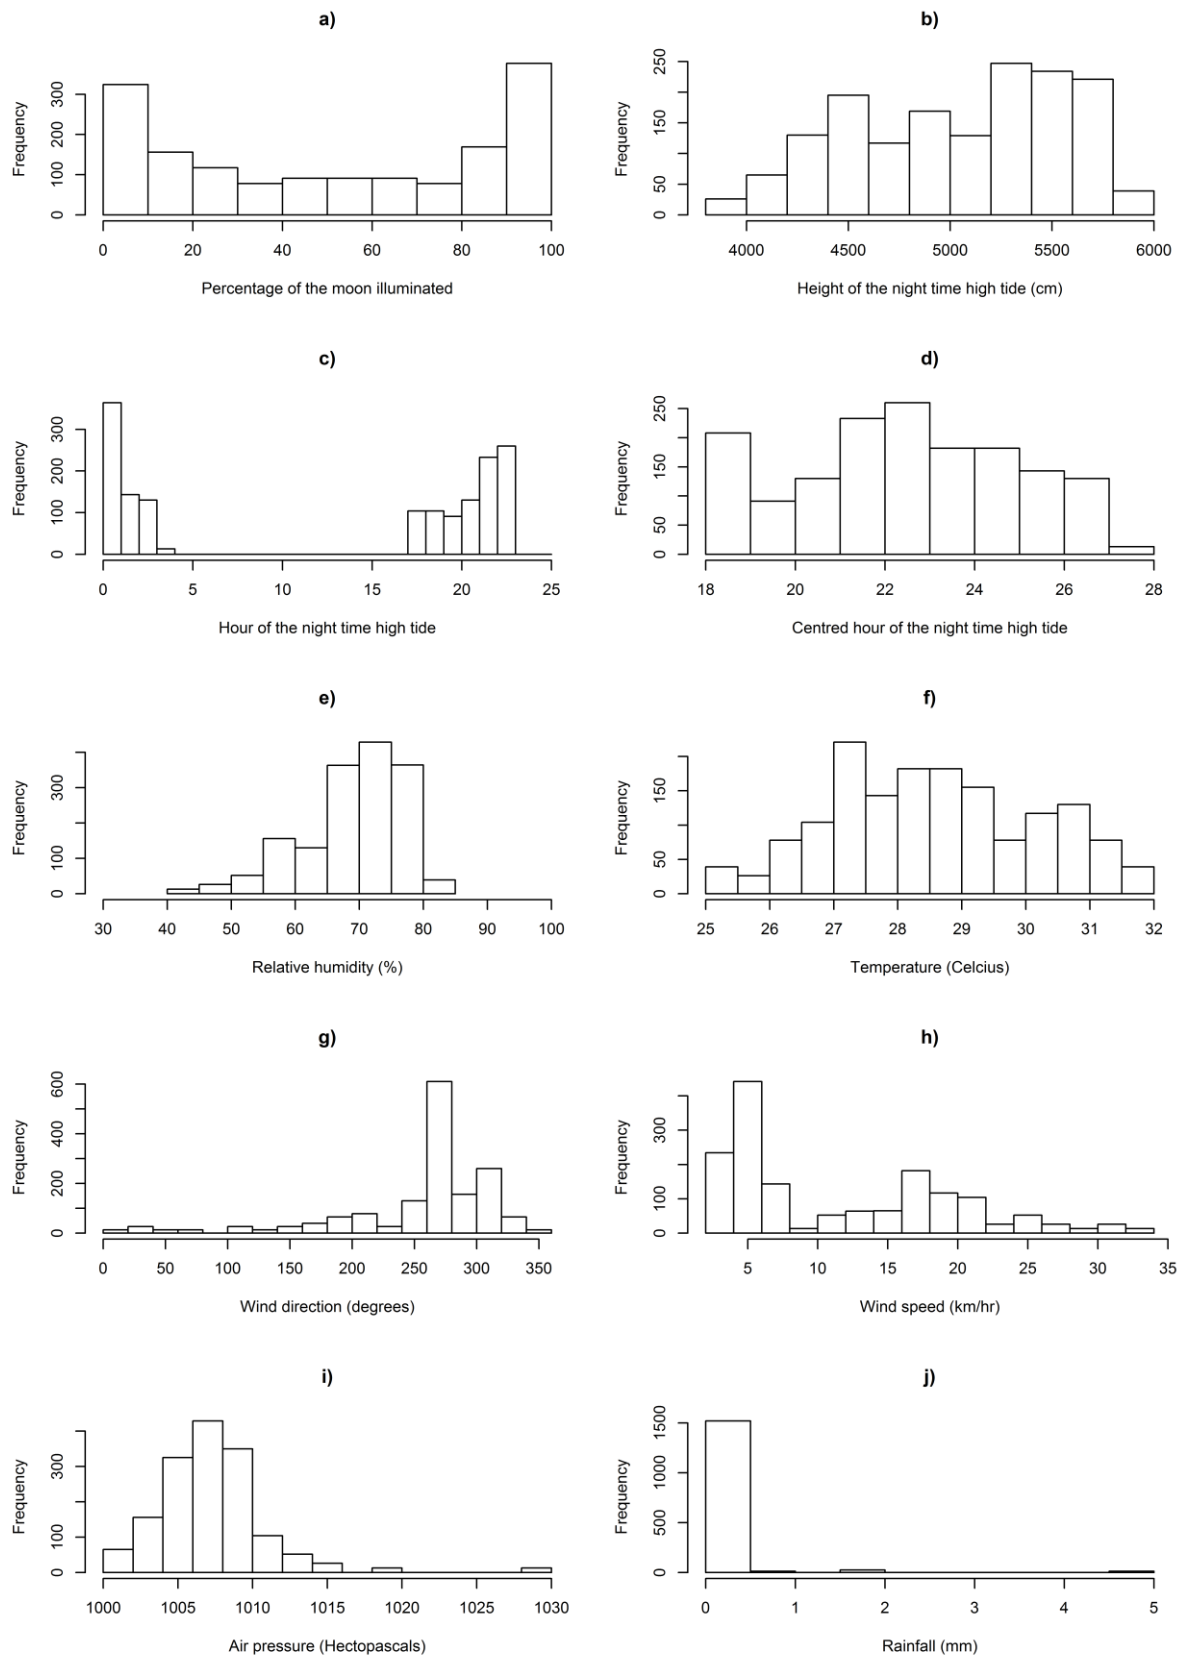 a)
Frequency
0 100 200 300
0 20 40 60 80 100
Percentage of the moon illuminated
b)
Frequency
0 50 150 250
4000 4500 5000 5500 6000
Height of the night time high tide (cm)
c)
Frequency
0 100 200 300
0 5 10 15 20 25
Hour of the night time high tide
d)
Frequency
0 50 150 250
18 20 22 24 26 28
Centred hour of the night time high tide
e)
Frequency
0 100 300
30 40 50 60 70 80 90 100
Relative humidity (%)
f)
Frequency
0 50 150
25 26 27 28 29 30 31 32
Temperature (Celcius)
g)
Frequency
0 200 400 600
0 50 100 150 200 250 300 350
Wind direction (degrees)
h)
Frequency
0 100 300
5 10 15 20 25 30 35
Wind speed (km/hr)
i)
Frequency
0 100 300
1000 1005 1010 1015 1020 1025 1030
Air pressure (Hectopascals)
j)
Frequency
0 500 1000 1500
0 1 2 3 4 5
Rainfall (mm)